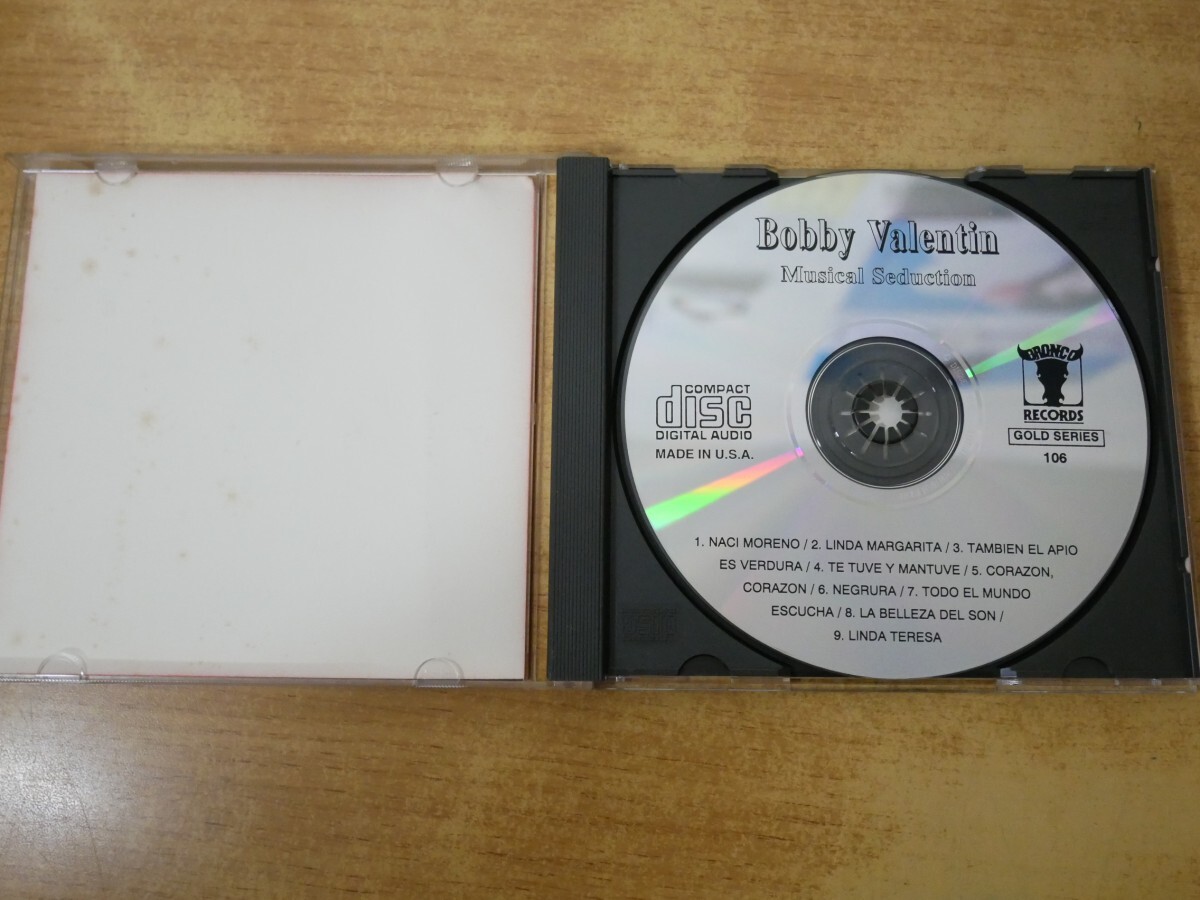 Bobby Valentin
Musical Seduction
COMPACT
disc
DIGITAL AUDIO
MADE IN U.S.A.
BRONCO
RECORDS
GOLD SERIES
106
1. NACI MORENO / 2. LINDA MARGARITA / 3. TAMBIEN EL APIO
ES VERDURA / 4. TE TUVE Y MANTUVE / 5. CORAZON,
CORAZON / 6. NEGRURA / 7. TODO EL MUNDO
ESCUCHA / 8. LA BELLEZA DEL SON /
9. LINDA TERESA